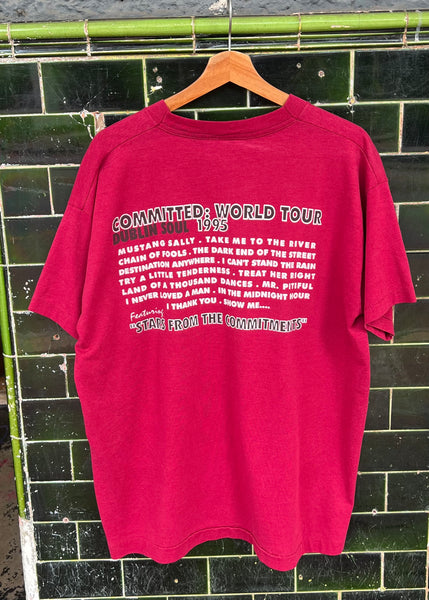 COMMITTED: WORLD TOUR
DUBLIN SOUL 1995
MUSTANG SALLY . TAKE ME TO THE RIVER
CHAIN OF FOOLS . THE DARK END OF THE STREET
DESTINATION ANYWHERE . I CAN'T STAND THE RAIN
TRY A LITTLE TENDERNESS . TREAT HER RIGHT
LAND OF A THOUSAND DANCES . MR. PITIFUL
I NEVER LOVED A MAN . IN THE MIDNIGHT HOUR
I THANK YOU . SHOW ME....
Featuring
"STARS FROM THE COMMITMENTS"